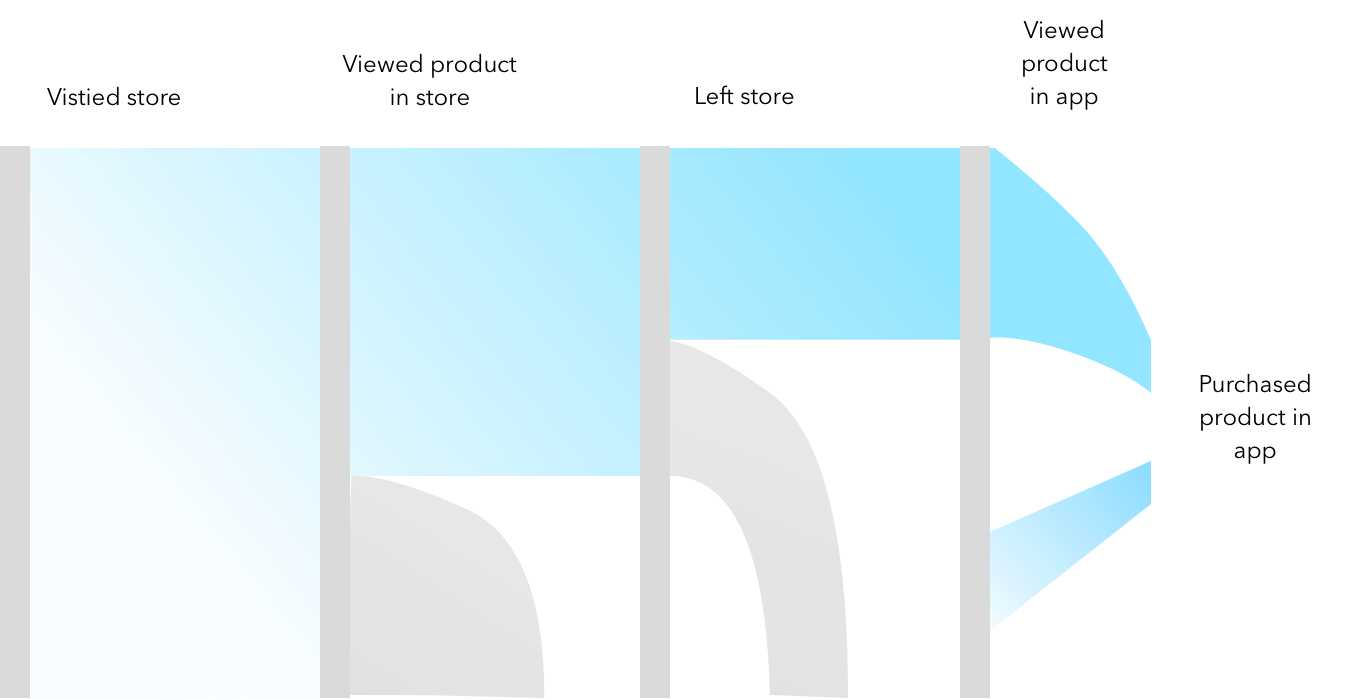 Vistied store
Viewed product
in store
Left store
Viewed
product
in app
Purchased
product in
app